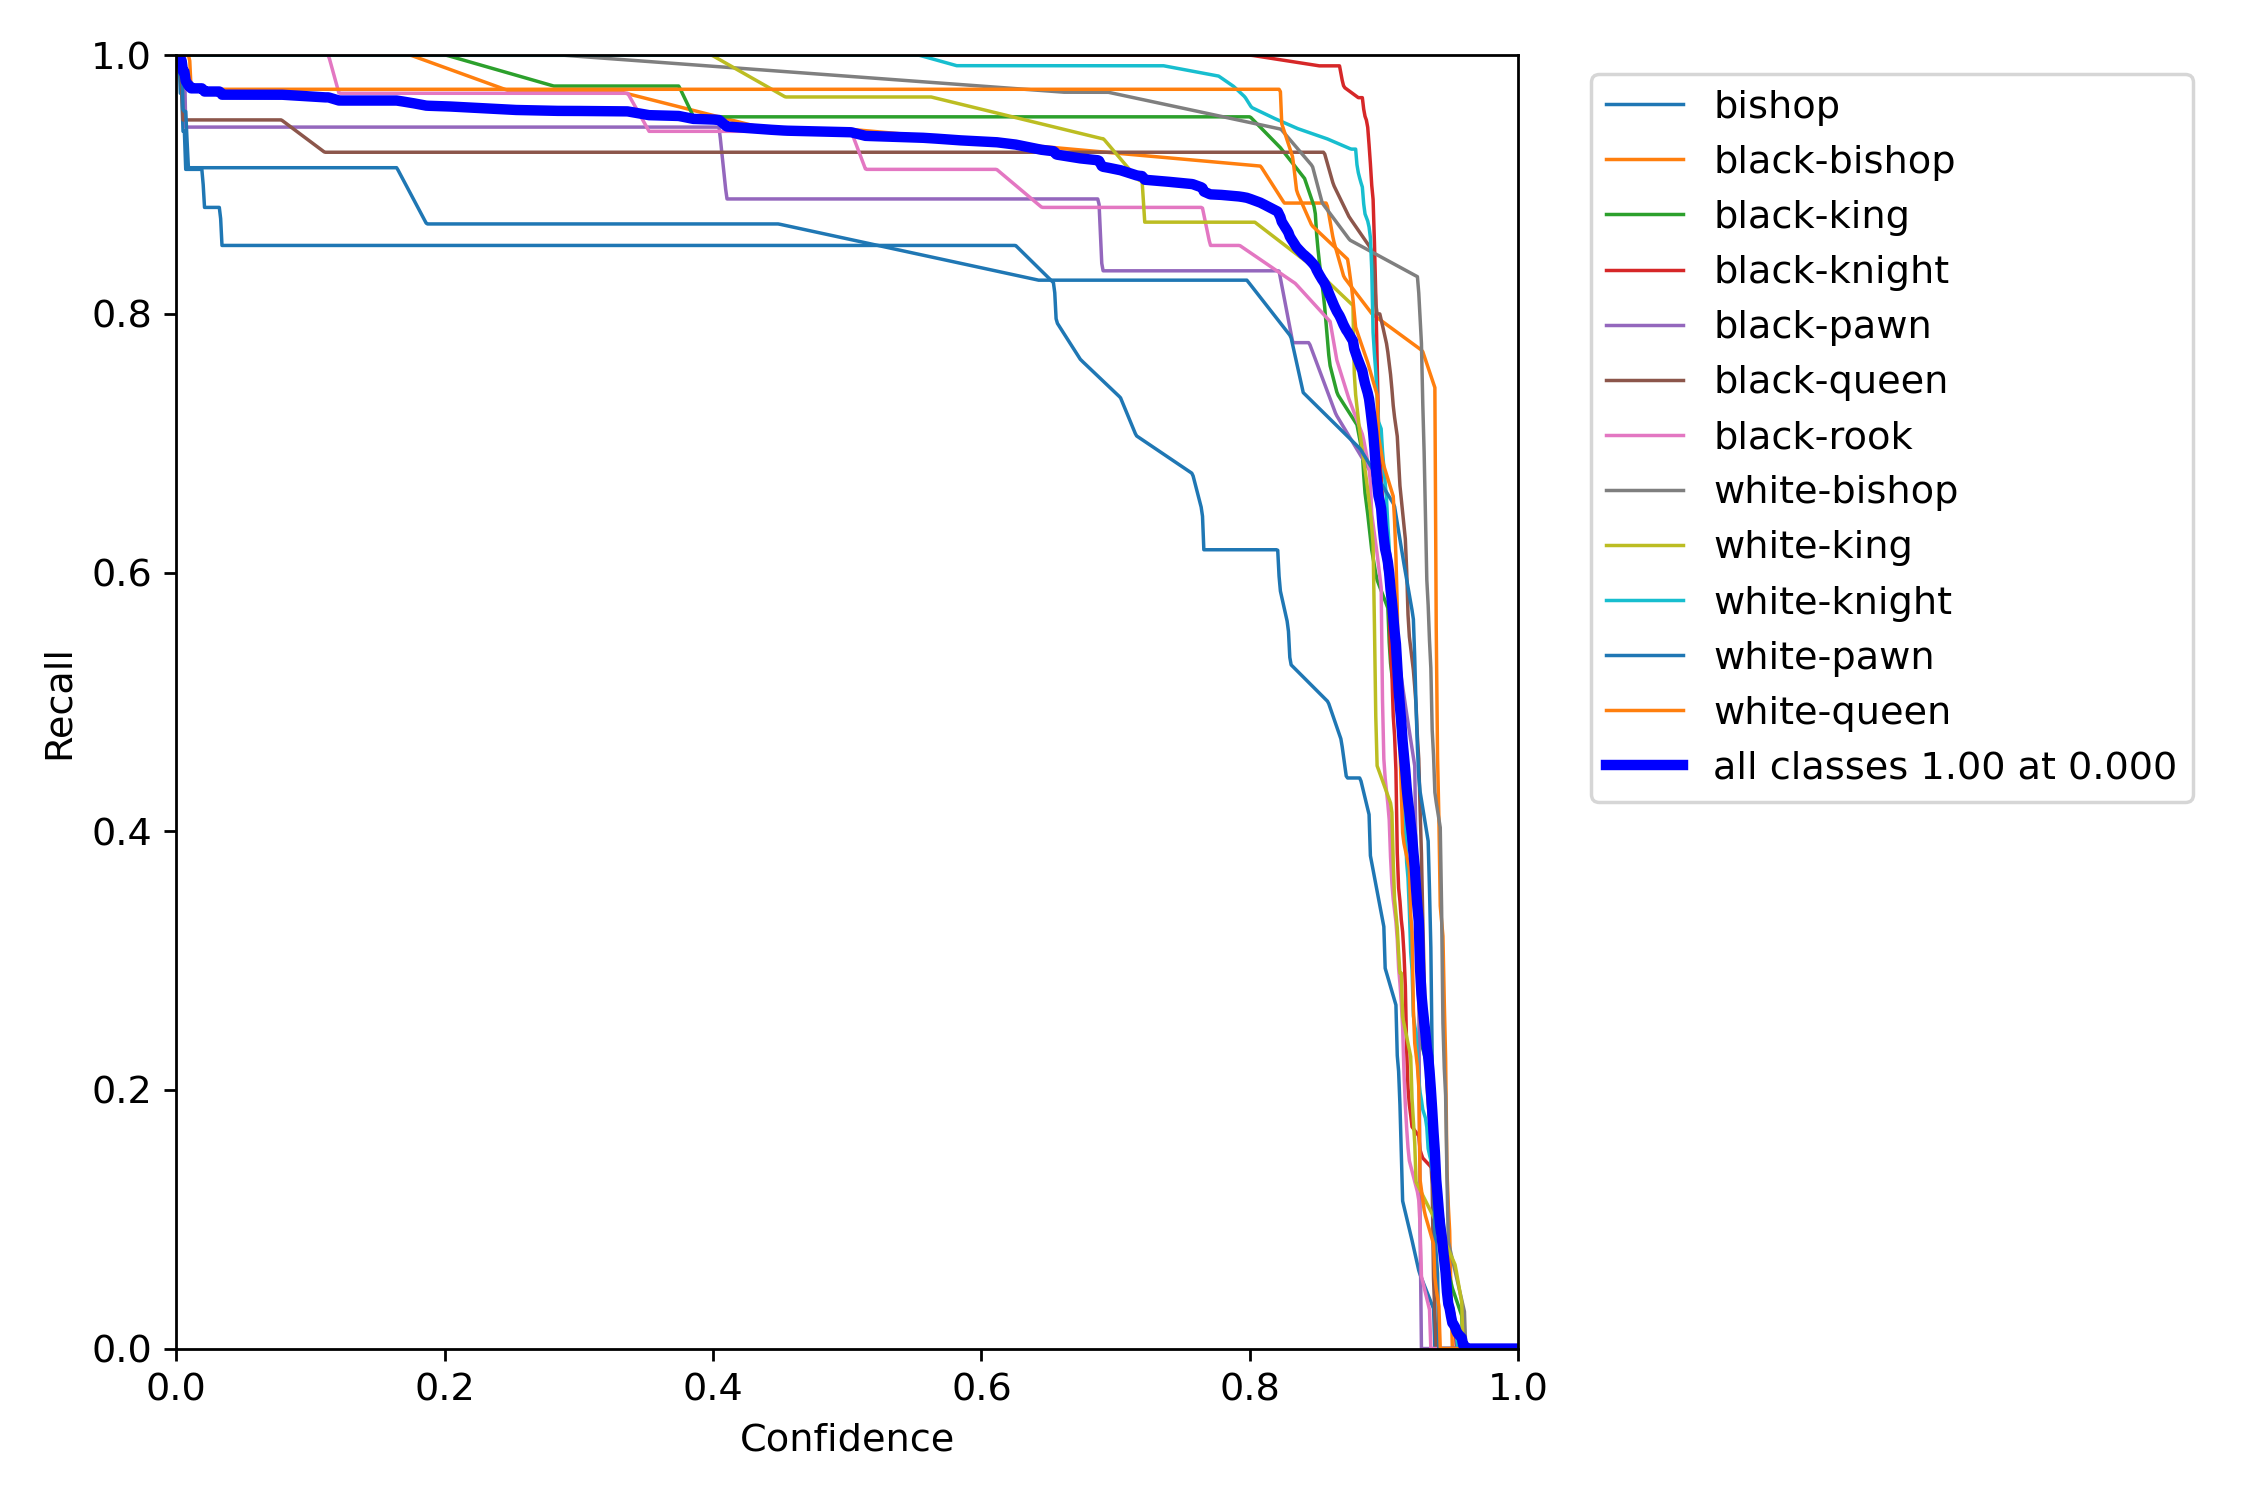 1.0
0.8
0.6
0.4
0.2
0.0
Recall
0.0 0.2 0.4 0.6 0.8 1.0
Confidence
bishop
black-bishop
black-king
black-knight
black-pawn
black-queen
black-rook
white-bishop
white-king
white-knight
white-pawn
white-queen
all classes 1.00 at 0.000